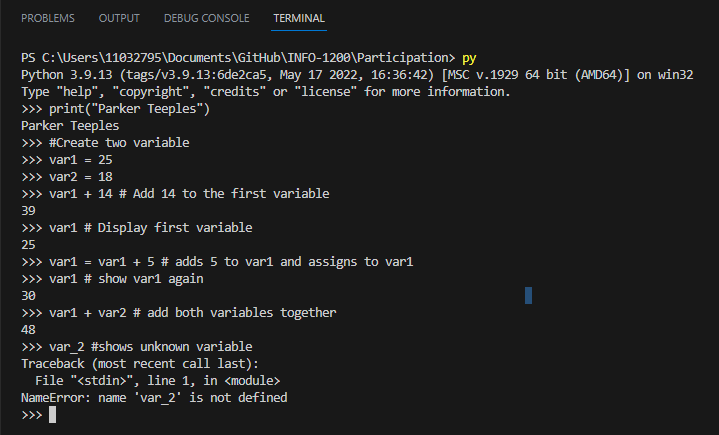 PROBLEMS OUTPUT DEBUG CONSOLE TERMINAL
PS C:\Users\11032795\Documents\GitHub\INFO-1200\Participation> py
Python 3.9.13 (tags/v3.9.13:6de2ca5, May 17 2022, 16:36:42) [MSC v.1929 64 bit (AMD64)] on win32
Type "help", "copyright", "credits" or "license" for more information.
>>> print("Parker Teeples")
Parker Teeples
>>> #Create two variable
>>> var1 = 25
>>> var2 = 18
>>> var1 + 14 # Add 14 to the first variable
39
>>> var1 # Display first variable
25
>>> var1 = var1 + 5 # adds 5 to var1 and assigns to var1
>>> var1 # show var1 again
30
>>> var1 + var2 # add both variables together
48
>>> var_2 #shows unknown variable
Traceback (most recent call last):
  File "<stdin>", line 1, in <module>
NameError: name 'var_2' is not defined
>>>